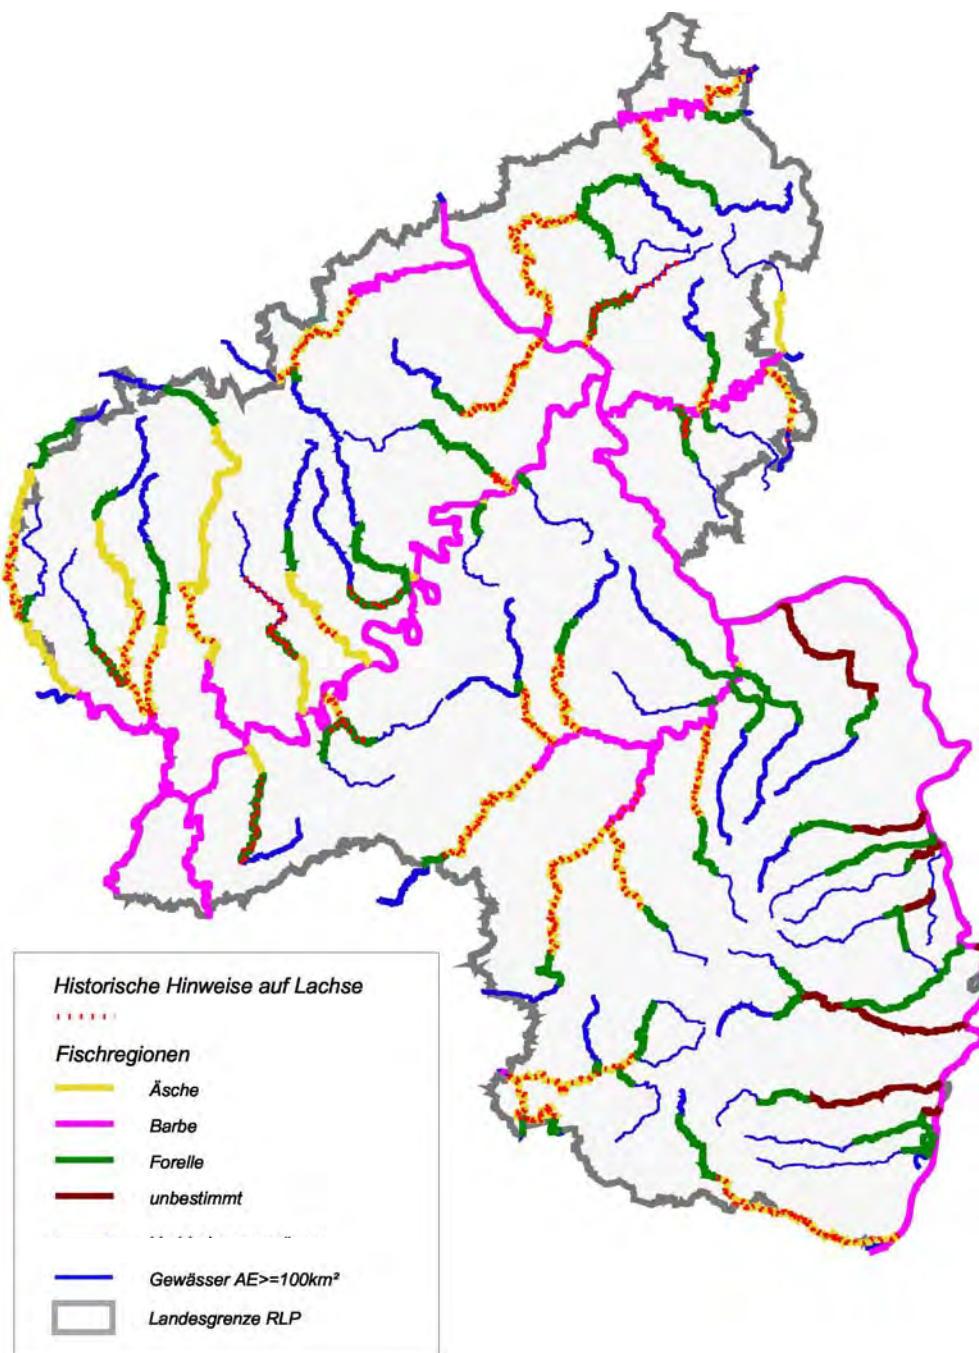 Historische Hinweise auf Lachse
Fischregionen
Äsche
Barbe
Forelle
unbestimmt
Gewässer AE>=100km²
Landesgrenze RLP